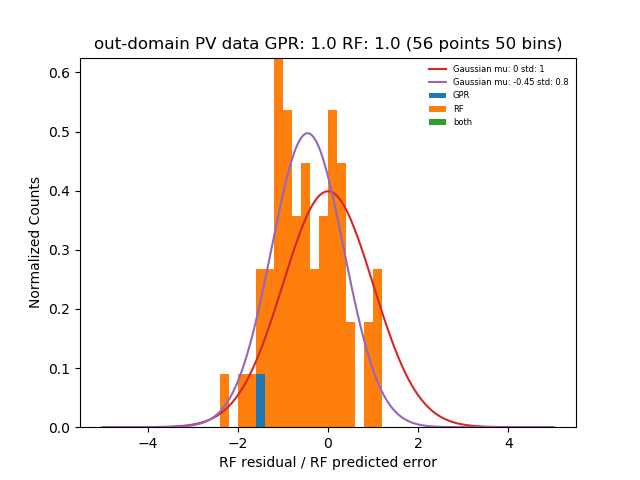 out-domain PV data GPR: 1.0 RF: 1.0 (56 points 50 bins)
Gaussian mu: 0 std: 1
Gaussian mu: -0.45 std: 0.8
GPR
RF
both
0.6
0.5
0.4
0.3
0.2
0.1
0.0
Normalized Counts
−4 −2 0 2 4
RF residual / RF predicted error